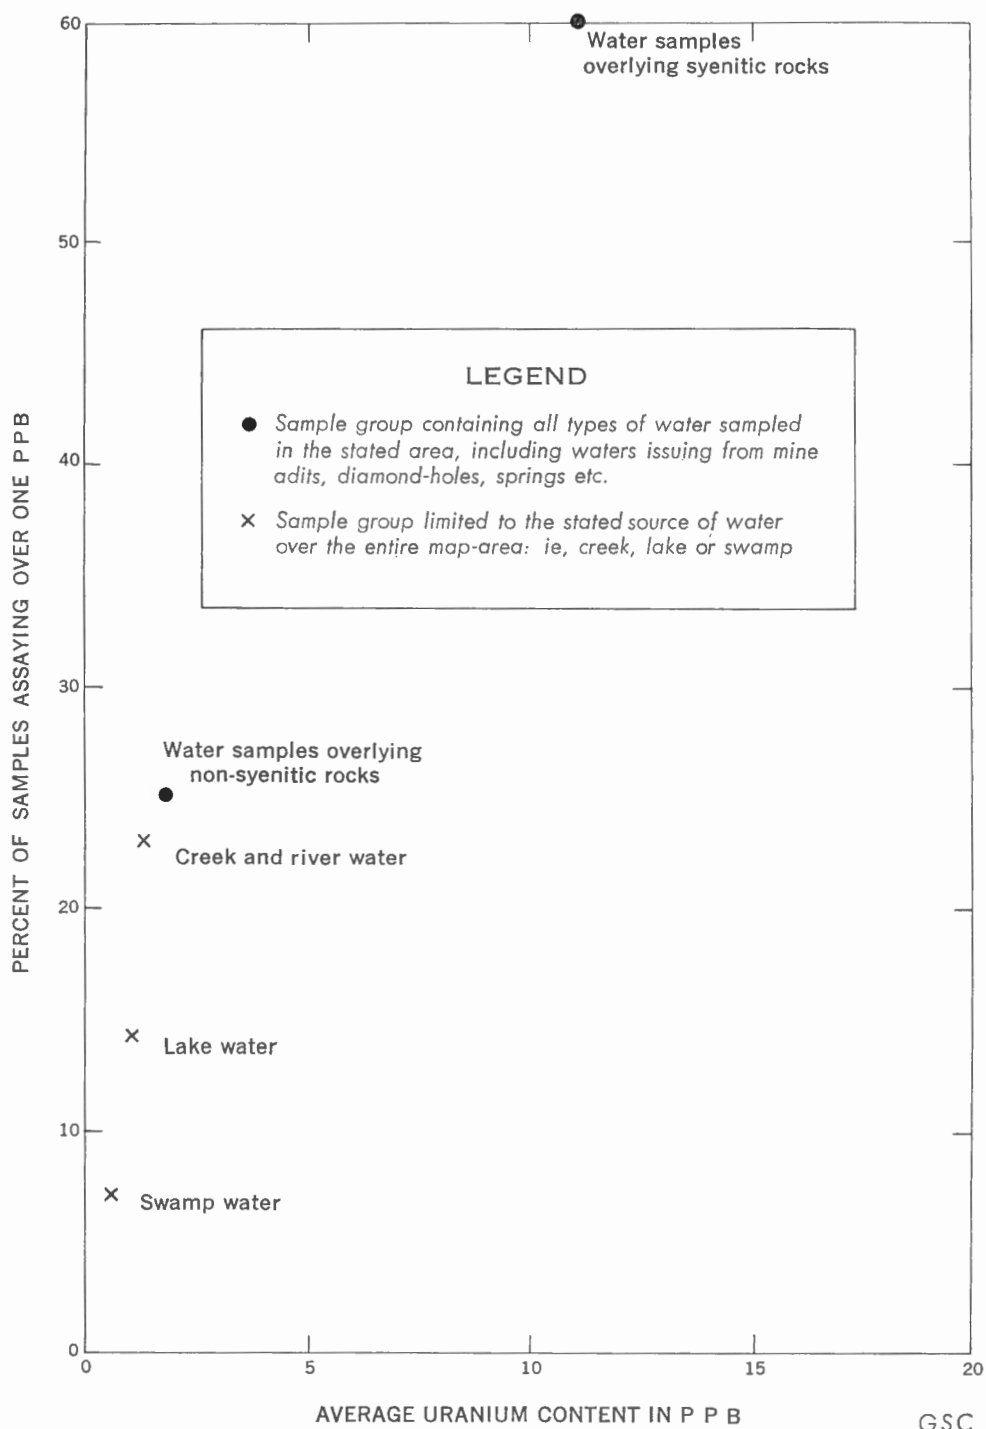 60
Water samples
overlying syenitic rocks
50
LEGEND
● Sample group containing all types of water sampled
in the stated area, including waters issuing from mine
adits, diamond-holes, springs etc.
× Sample group limited to the stated source of water
over the entire map-area: ie, creek, lake or swamp
40
PERCENT OF SAMPLES ASSAYING OVER ONE PPB
30
Water samples overlying
non-syenitic rocks
Creek and river water
20
Lake water
10
Swamp water
0
0 5 10 15 20
AVERAGE URANIUM CONTENT IN P P B
GSC